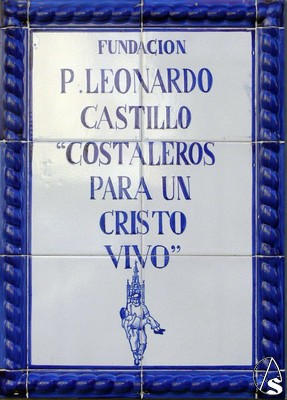 FUNDACION
P. LEONARDO
CASTILLO
"COSTALEROS
PARA UN
CRISTO
VIVO"